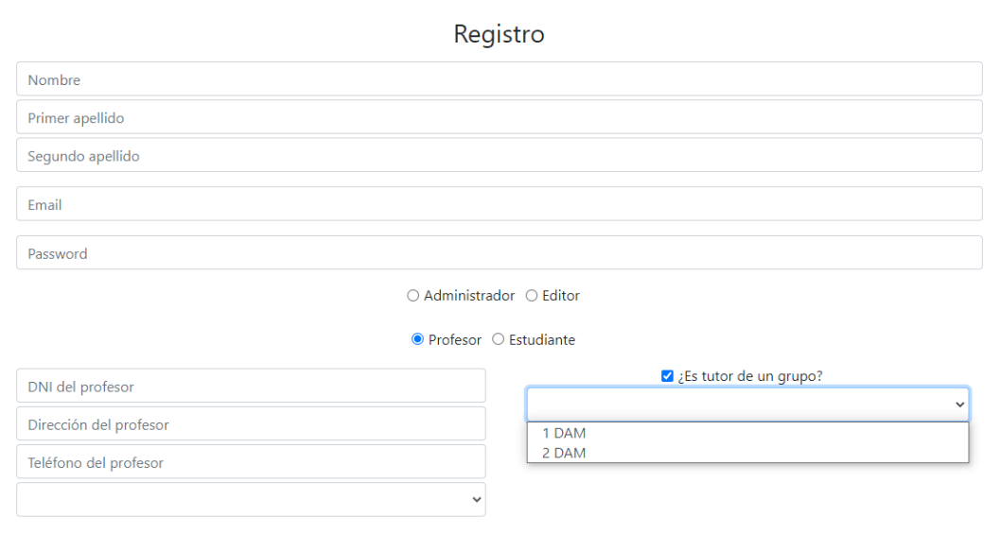 Registro
Nombre
Primer apellido
Segundo apellido
Email
Password
Administrador Editor
Profesor Estudiante
DNI del profesor
Dirección del profesor
Teléfono del profesor
¿Es tutor de un grupo?
1 DAM
2 DAM